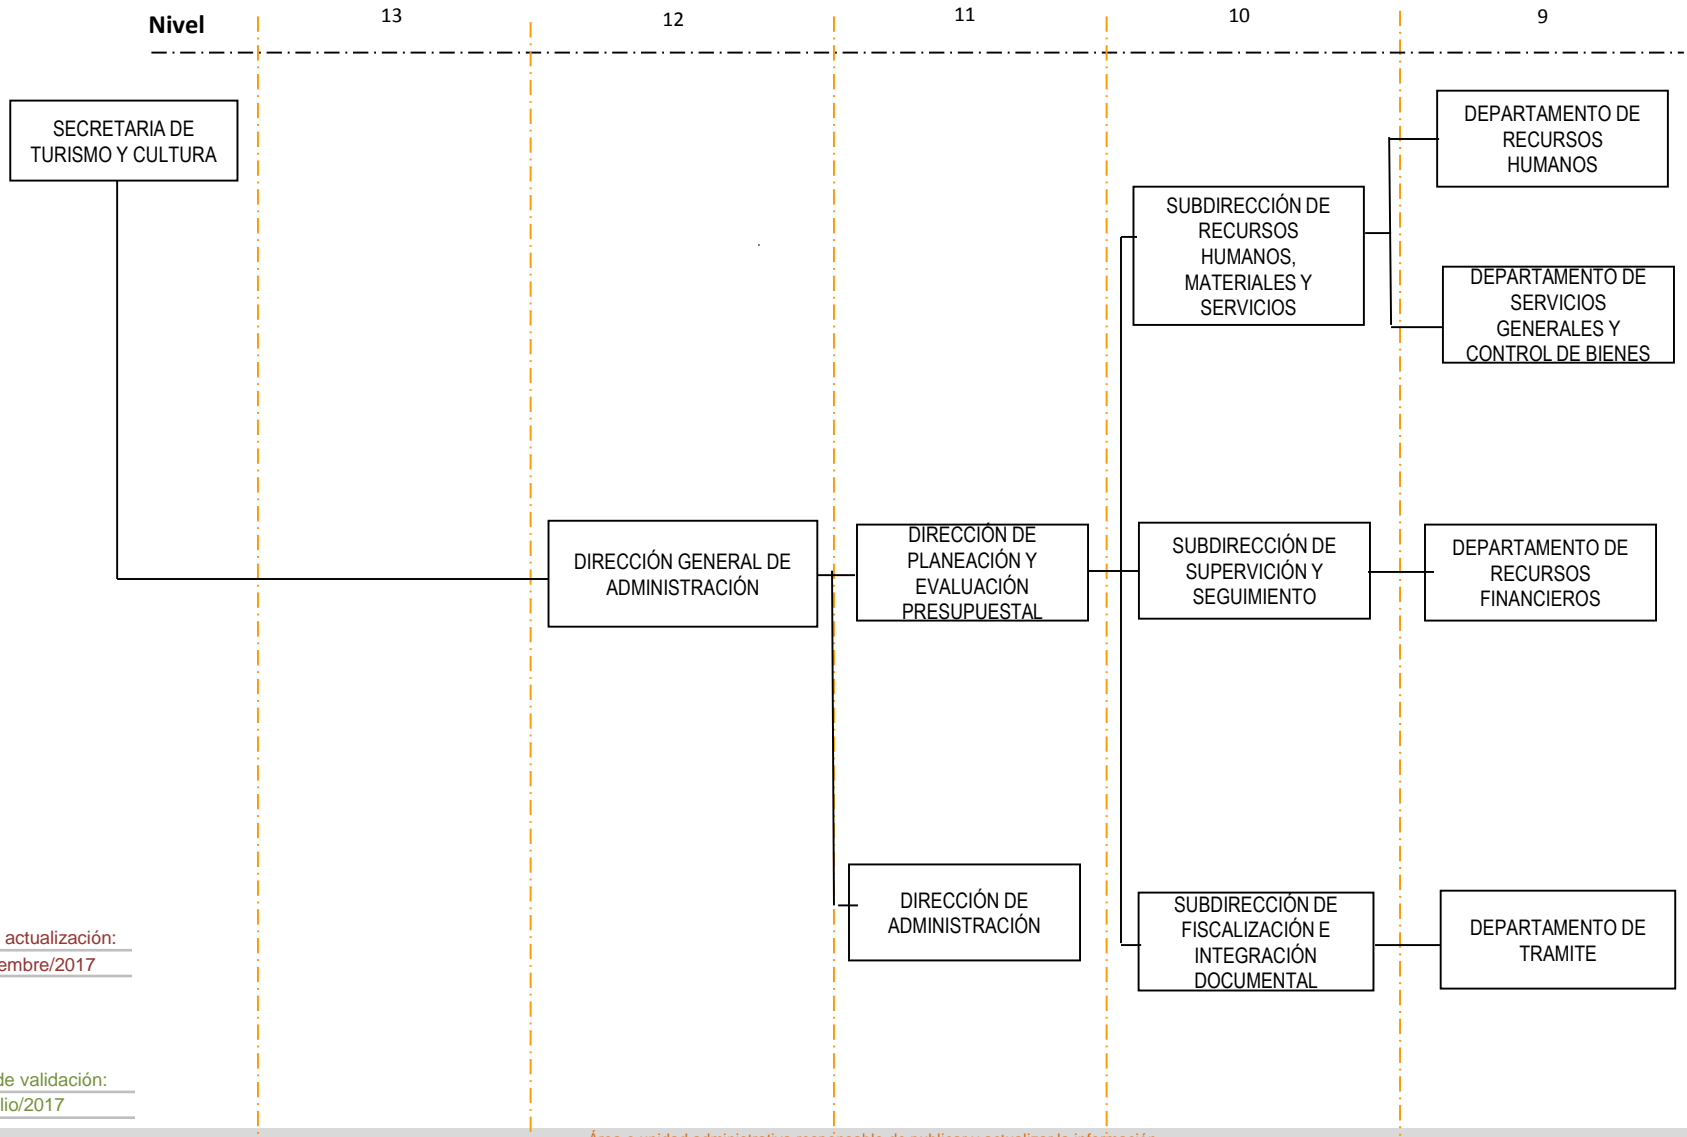 Nivel
13
12
11
10
9
SECRETARIA DE
TURISMO Y CULTURA
DIRECCIÓN GENERAL DE
ADMINISTRACIÓN
DIRECCIÓN DE
PLANEACIÓN Y
EVALUACIÓN
PRESUPUESTAL
DIRECCIÓN DE
ADMINISTRACIÓN
SUBDIRECCIÓN DE
RECURSOS
HUMANOS,
MATERIALES Y
SERVICIOS
SUBDIRECCIÓN DE
SUPERVICIÓN Y
SEGUIMIENTO
SUBDIRECCIÓN DE
FISCALIZACIÓN E
INTEGRACIÓN
DOCUMENTAL
DEPARTAMENTO DE
RECURSOS
HUMANOS
DEPARTAMENTO DE
SERVICIOS
GENERALES Y
CONTROL DE BIENES
DEPARTAMENTO DE
RECURSOS
FINANCIEROS
DEPARTAMENTO DE
TRAMITE
actualización:
embre/2017
de validación:
lio/2017